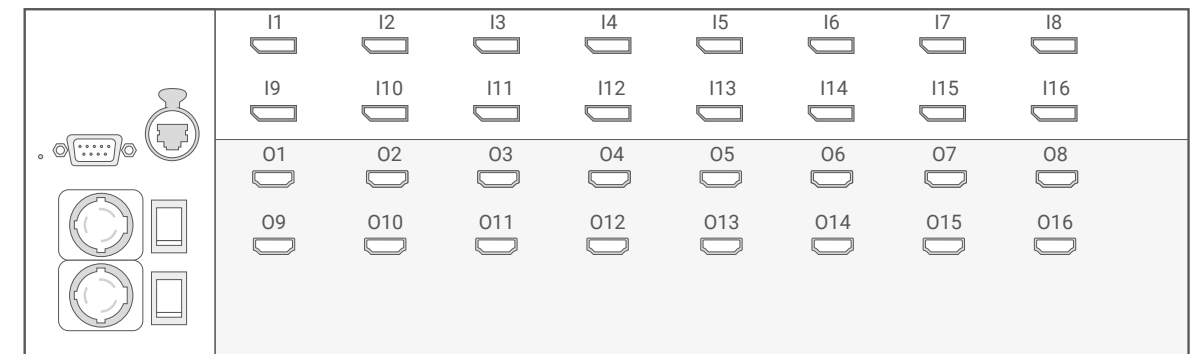 I1 I2 I3 I4 I5 I6 I7 I8
I9 I10 I11 I12 I13 I14 I15 I16
O1 O2 O3 O4 O5 O6 O7 O8
O9 O10 O11 O12 O13 O14 O15 O16